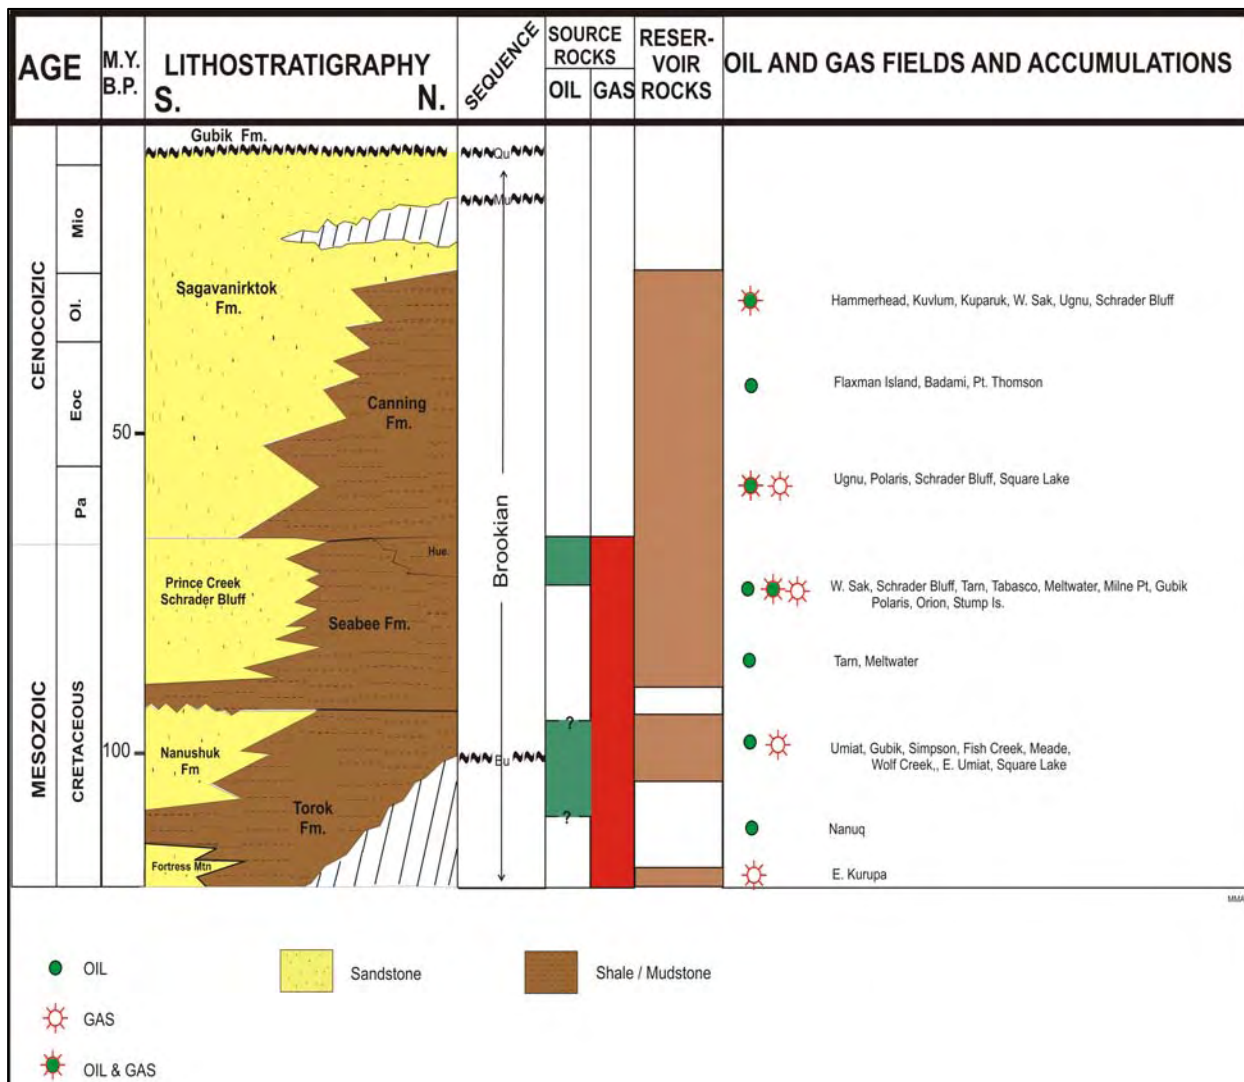 AGE
M.Y.
B.P.
LITHOSTRATIGRAPHY
S. N.
SEQUENCE
SOURCE
ROCKS
OIL GAS
RESER-
VOIR
ROCKS
OIL AND GAS FIELDS AND ACCUMULATIONS
CENOCOIZIC
Mio
Ol.
Eoc
Pa
MESOZOIC
CRETACEOUS
50
100
Gubik Fm.
Sagavanirktok
Fm.
Canning
Fm.
Hue
Prince Creek
Schrader Bluff
Seabee Fm.
Nanushuk
Fm
Torok
Fm.
Fortress Mtn
Qu
Mu
Brookian
Bu
?
?
Hammerhead, Kuvlum, Kuparuk, W. Sak, Ugnu, Schrader Bluff
Flaxman Island, Badami, Pt. Thomson
Ugnu, Polaris, Schrader Bluff, Square Lake
W. Sak, Schrader Bluff, Tarn, Tabasco, Meltwater, Milne Pt, Gubik
Polaris, Orion, Stump Is.
Tarn, Meltwater
Umiat, Gubik, Simpson, Fish Creek, Meade,
Wolf Creek,, E. Umiat, Square Lake
Nanuq
E. Kurupa
MMA
OIL
GAS
OIL & GAS
Sandstone
Shale / Mudstone